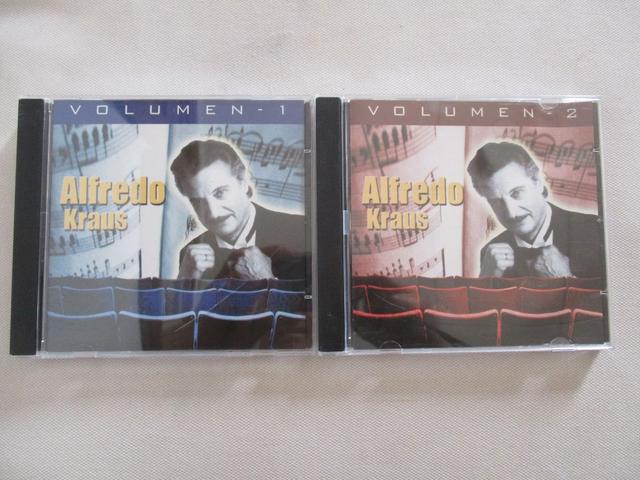 VOLUMEN-1
Alfredo
Kraus
VOLUMEN-2
Alfredo
Kraus